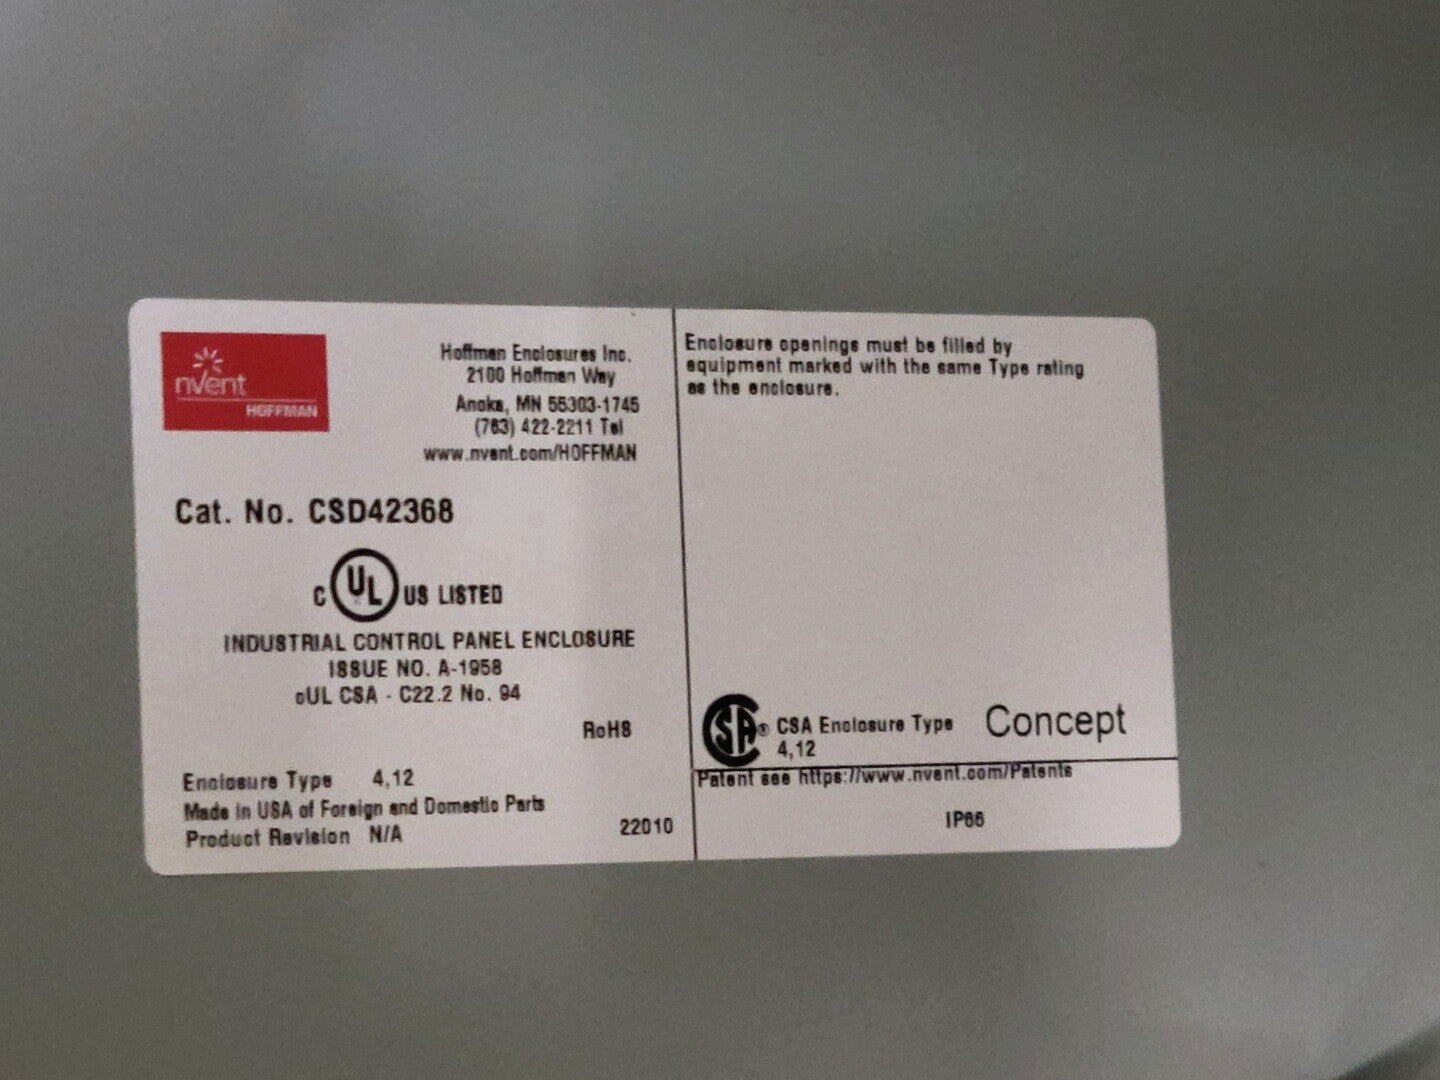 nVent
HOFFMAN
Hoffman Enclosures Inc.
2100 Hoffman Way
Anoka, MN 55303-1745
(763) 422-2211 Tel
www.nvent.com/HOFFMAN
Cat. No. CSD42368
C UL US LISTED
INDUSTRIAL CONTROL PANEL ENCLOSURE
ISSUE NO. A-1958
cUL CSA - C22.2 No. 94
RoHS
Enclosure Type 4,12
Made in USA of Foreign and Domestic Parts
Product Revision N/A
22010
Enclosure openings must be filled by
equipment marked with the same Type rating
as the enclosure.
CSA® CSA Enclosure Type Concept
4,12
Patent see https://www.nvent.com/Patents
IP66